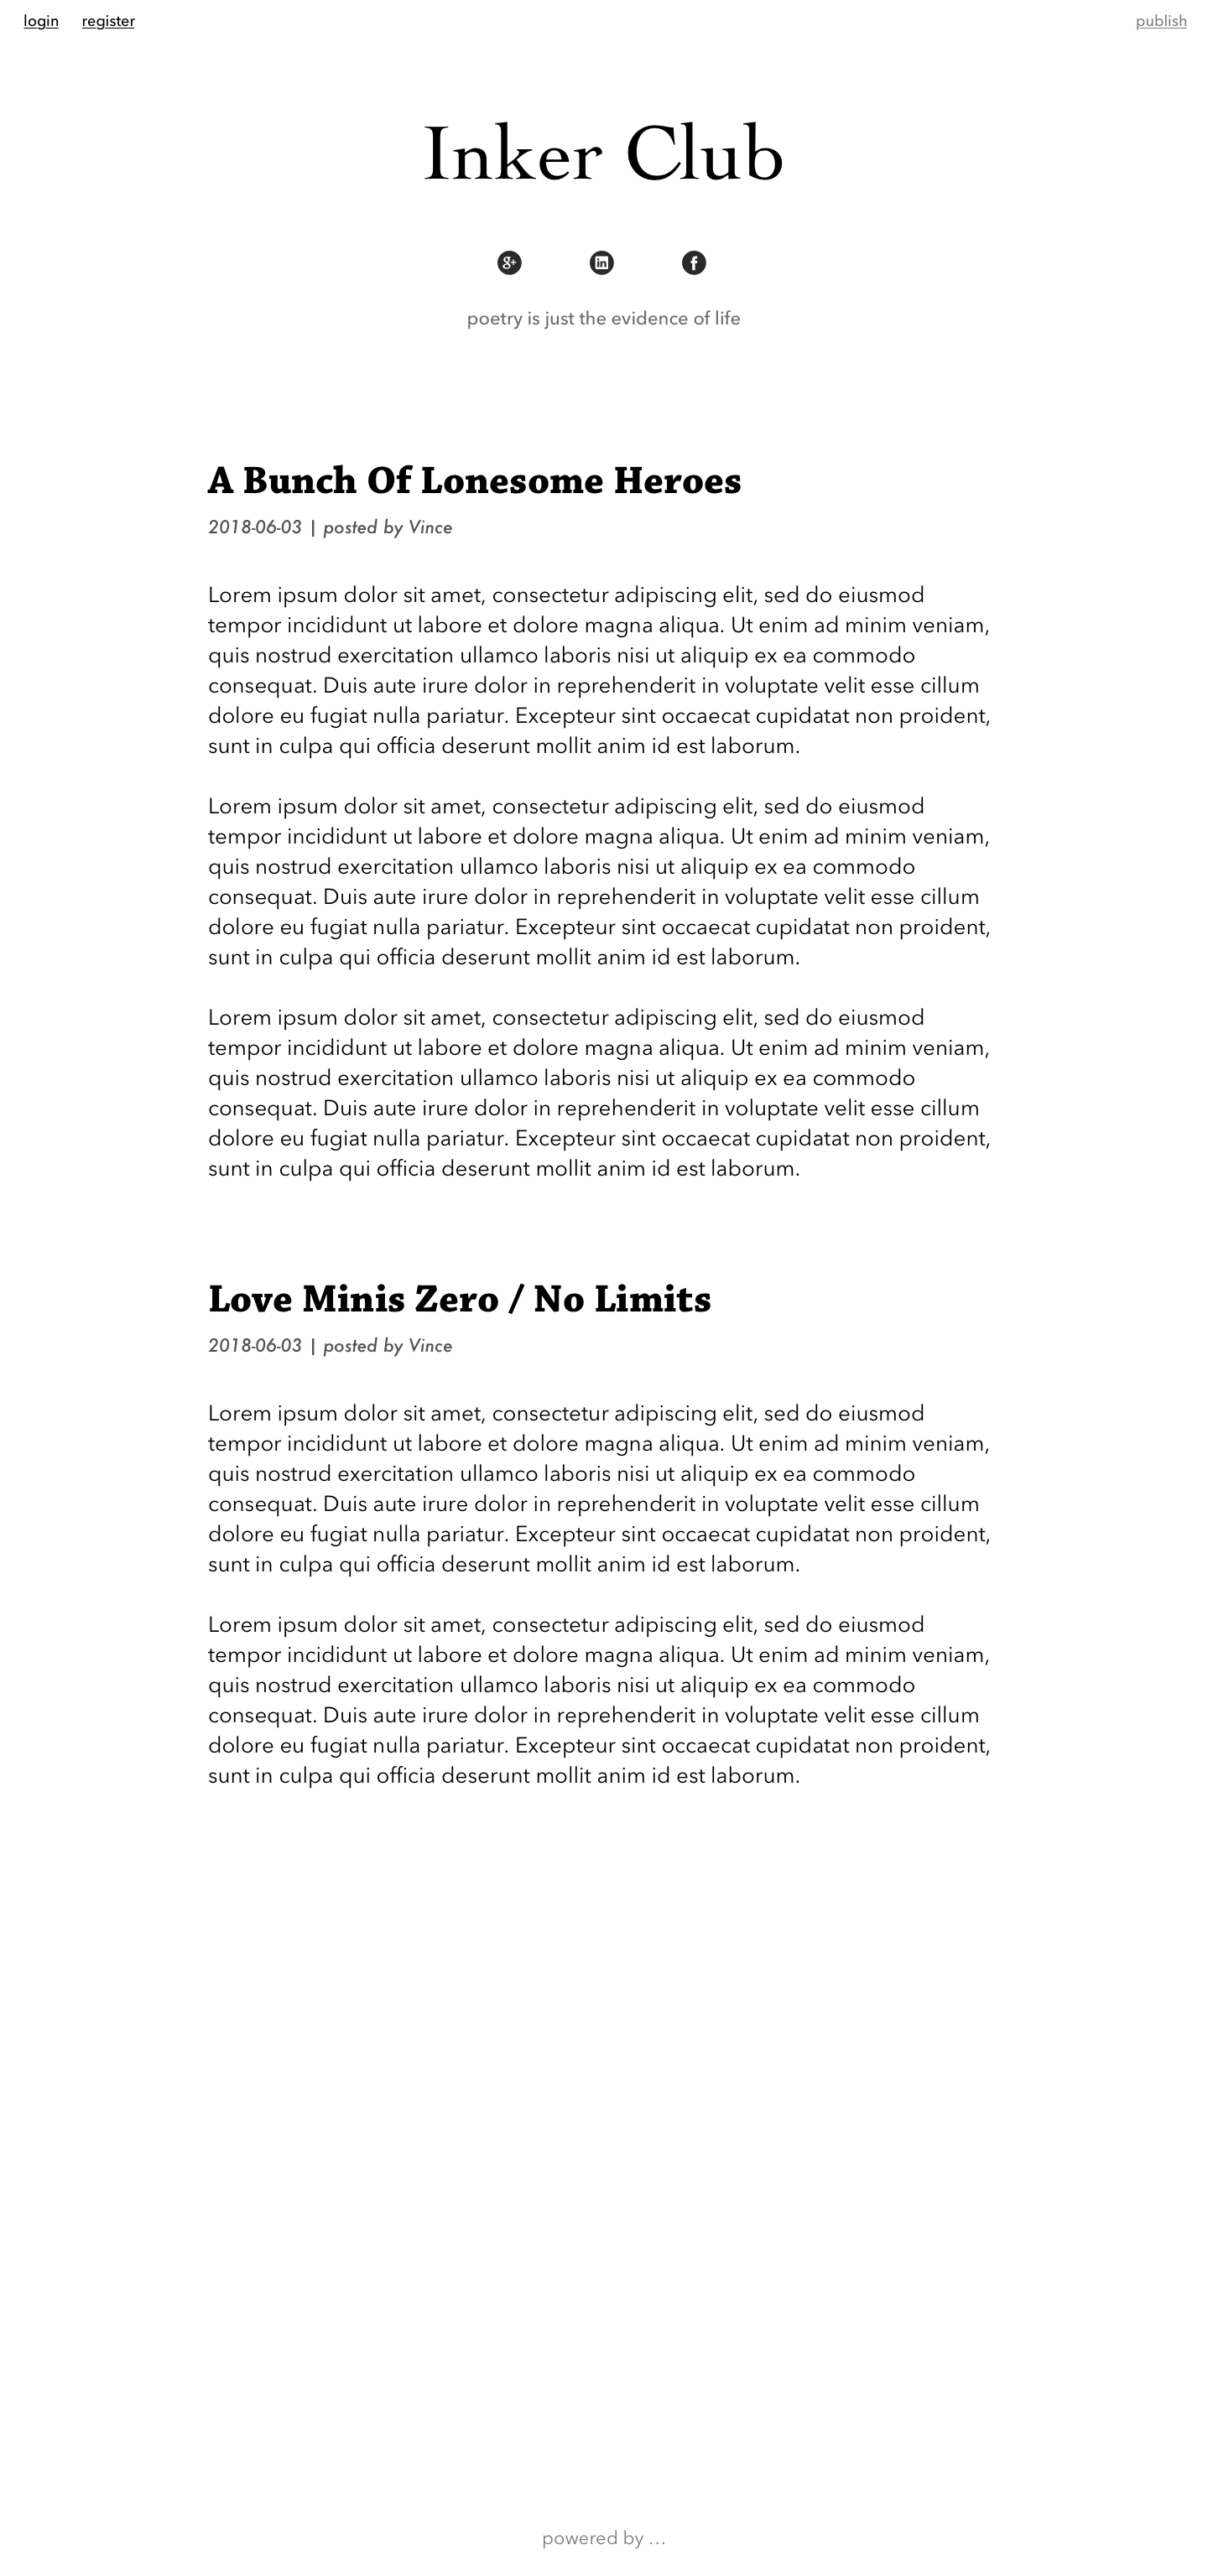 login register publish
Inker Club
g+ in f
poetry is just the evidence of life
A Bunch Of Lonesome Heroes
2018-06-03 | posted by Vince
Lorem ipsum dolor sit amet, consectetur adipiscing elit, sed do eiusmod
tempor incididunt ut labore et dolore magna aliqua. Ut enim ad minim veniam,
quis nostrud exercitation ullamco laboris nisi ut aliquip ex ea commodo
consequat. Duis aute irure dolor in reprehenderit in voluptate velit esse cillum
dolore eu fugiat nulla pariatur. Excepteur sint occaecat cupidatat non proident,
sunt in culpa qui officia deserunt mollit anim id est laborum.
Lorem ipsum dolor sit amet, consectetur adipiscing elit, sed do eiusmod
tempor incididunt ut labore et dolore magna aliqua. Ut enim ad minim veniam,
quis nostrud exercitation ullamco laboris nisi ut aliquip ex ea commodo
consequat. Duis aute irure dolor in reprehenderit in voluptate velit esse cillum
dolore eu fugiat nulla pariatur. Excepteur sint occaecat cupidatat non proident,
sunt in culpa qui officia deserunt mollit anim id est laborum.
Lorem ipsum dolor sit amet, consectetur adipiscing elit, sed do eiusmod
tempor incididunt ut labore et dolore magna aliqua. Ut enim ad minim veniam,
quis nostrud exercitation ullamco laboris nisi ut aliquip ex ea commodo
consequat. Duis aute irure dolor in reprehenderit in voluptate velit esse cillum
dolore eu fugiat nulla pariatur. Excepteur sint occaecat cupidatat non proident,
sunt in culpa qui officia deserunt mollit anim id est laborum.
Love Minis Zero / No Limits
2018-06-03 | posted by Vince
Lorem ipsum dolor sit amet, consectetur adipiscing elit, sed do eiusmod
tempor incididunt ut labore et dolore magna aliqua. Ut enim ad minim veniam,
quis nostrud exercitation ullamco laboris nisi ut aliquip ex ea commodo
consequat. Duis aute irure dolor in reprehenderit in voluptate velit esse cillum
dolore eu fugiat nulla pariatur. Excepteur sint occaecat cupidatat non proident,
sunt in culpa qui officia deserunt mollit anim id est laborum.
Lorem ipsum dolor sit amet, consectetur adipiscing elit, sed do eiusmod
tempor incididunt ut labore et dolore magna aliqua. Ut enim ad minim veniam,
quis nostrud exercitation ullamco laboris nisi ut aliquip ex ea commodo
consequat. Duis aute irure dolor in reprehenderit in voluptate velit esse cillum
dolore eu fugiat nulla pariatur. Excepteur sint occaecat cupidatat non proident,
sunt in culpa qui officia deserunt mollit anim id est laborum.
powered by …